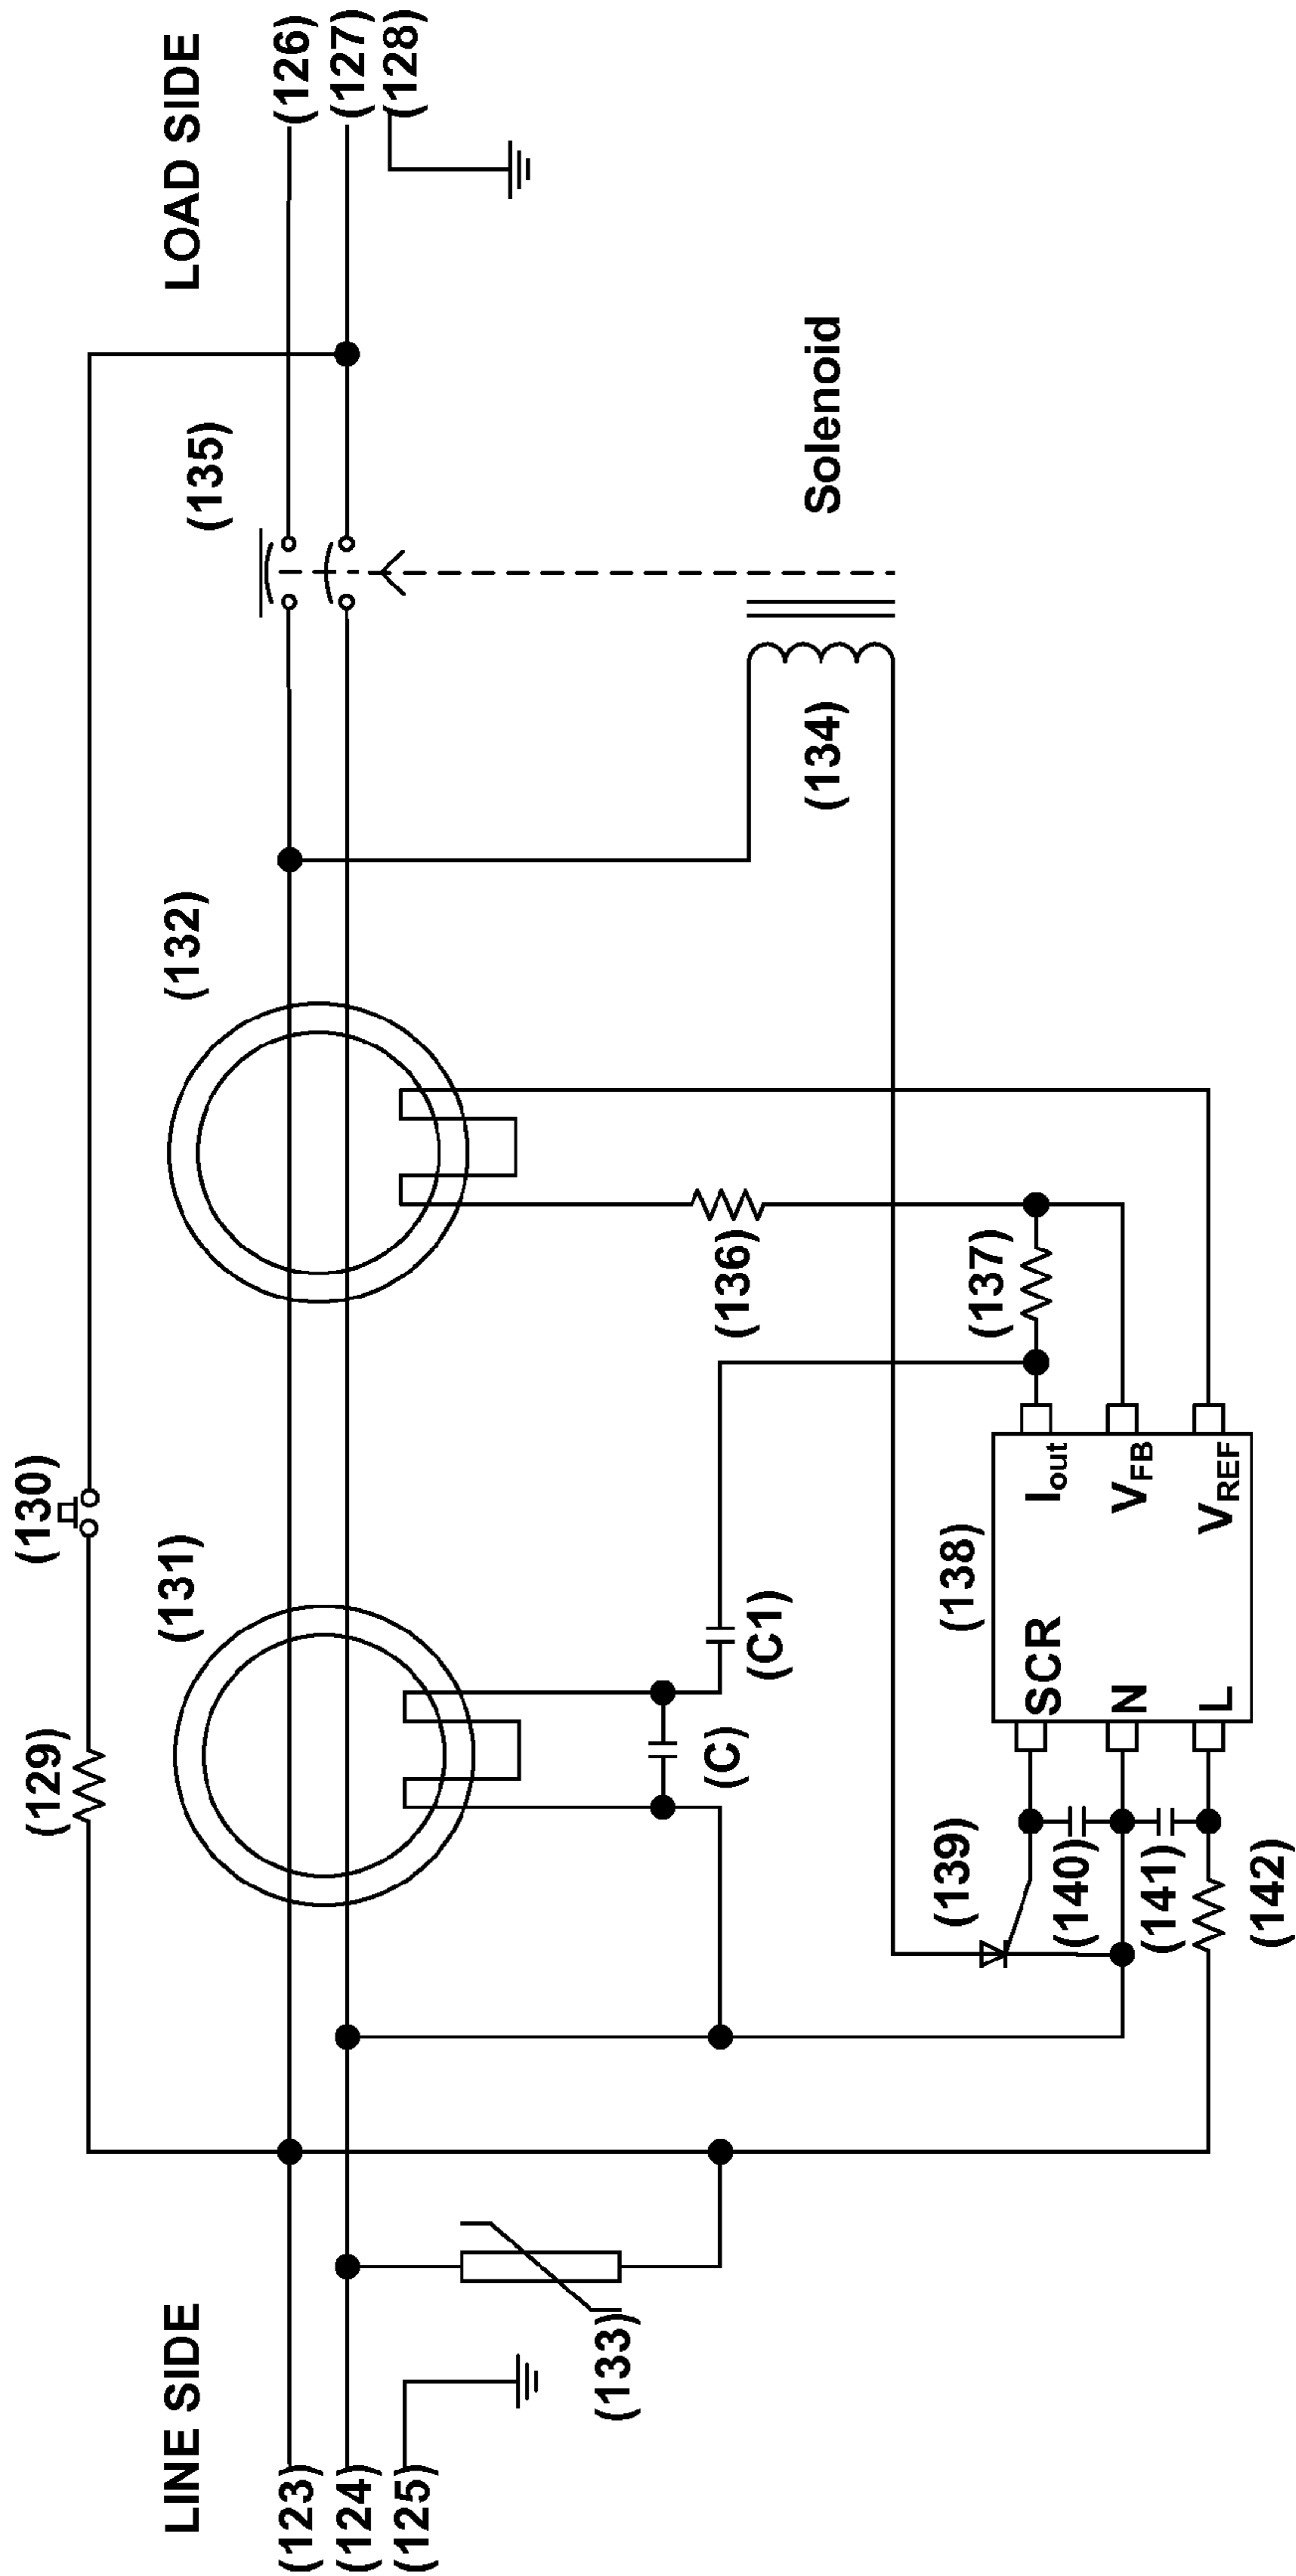 LINE SIDE
LOAD SIDE
(123)
(124)
(125)
(126)
(127)
(128)
(129)
(130)
(131)
(132)
(133)
(135)
(C)
(C1)
(136)
(134)
Solenoid
(137)
(138)
(139)
(140)
(141)
(142)
SCR
N
L
Iout
VFB
VREF